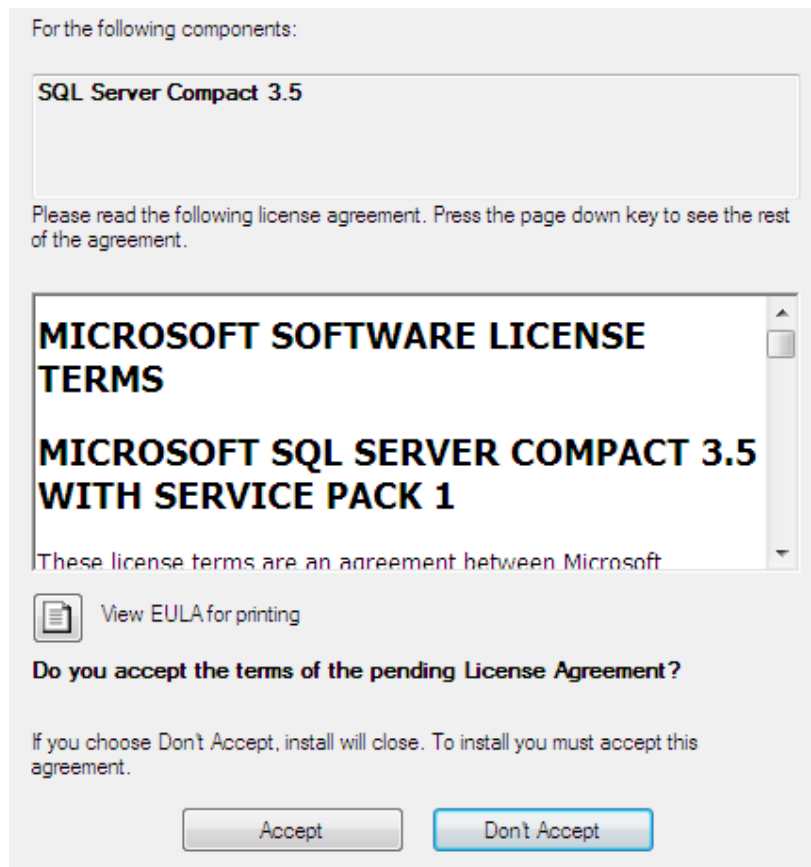 For the following components:
SQL Server Compact 3.5
Please read the following license agreement. Press the page down key to see the rest
of the agreement.
MICROSOFT SOFTWARE LICENSE
TERMS
MICROSOFT SQL SERVER COMPACT 3.5
WITH SERVICE PACK 1
These license terms are an agreement between Microsoft
View EULA for printing
Do you accept the terms of the pending License Agreement?
If you choose Don't Accept, install will close. To install you must accept this
agreement.
Accept
Don't Accept